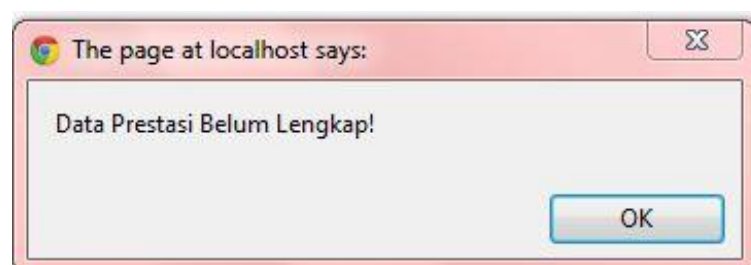 The page at localhost says:
Data Prestasi Belum Lengkap!
OK